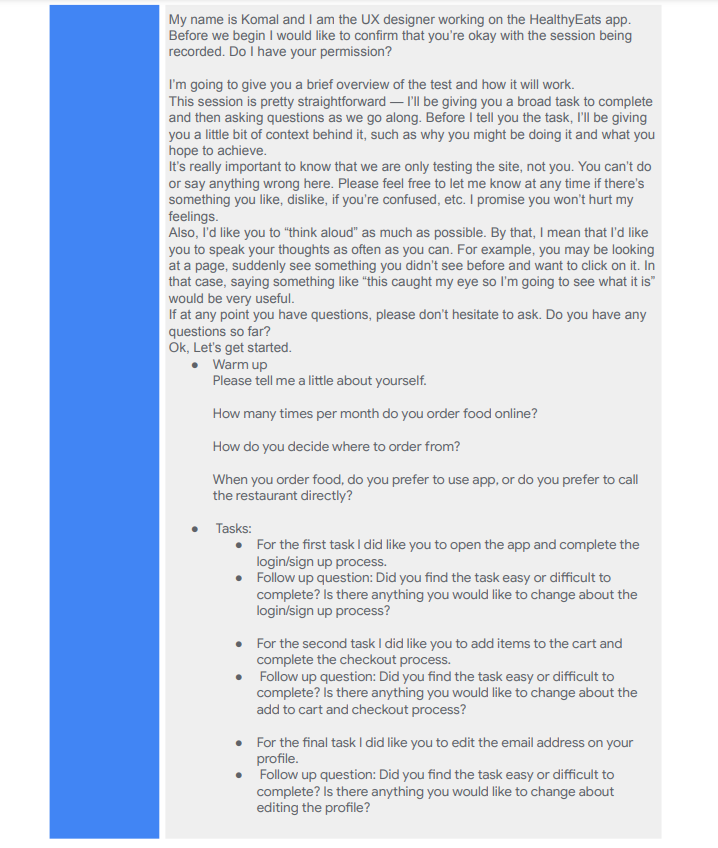 My name is Komal and I am the UX designer working on the HealthyEats app.
Before we begin I would like to confirm that you’re okay with the session being
recorded. Do I have your permission?
I’m going to give you a brief overview of the test and how it will work.
This session is pretty straightforward — I’ll be giving you a broad task to complete
and then asking questions as we go along. Before I tell you the task, I’ll be giving
you a little bit of context behind it, such as why you might be doing it and what you
hope to achieve.
It’s really important to know that we are only testing the site, not you. You can’t do
or say anything wrong here. Please feel free to let me know at any time if there’s
something you like, dislike, if you’re confused, etc. I promise you won’t hurt my
feelings.
Also, I’d like you to “think aloud” as much as possible. By that, I mean that I’d like
you to speak your thoughts as often as you can. For example, you may be looking
at a page, suddenly see something you didn’t see before and want to click on it. In
that case, saying something like “this caught my eye so I’m going to see what it is”
would be very useful.
If at any point you have questions, please don’t hesitate to ask. Do you have any
questions so far?
Ok, Let’s get started.
● Warm up
Please tell me a little about yourself.
How many times per month do you order food online?
How do you decide where to order from?
When you order food, do you prefer to use app, or do you prefer to call
the restaurant directly?
● Tasks:
● For the first task I did like you to open the app and complete the
login/sign up process.
● Follow up question: Did you find the task easy or difficult to
complete? Is there anything you would like to change about the
login/sign up process?
● For the second task I did like you to add items to the cart and
complete the checkout process.
● Follow up question: Did you find the task easy or difficult to
complete? Is there anything you would like to change about the
add to cart and checkout process?
● For the final task I did like you to edit the email address on your
profile.
● Follow up question: Did you find the task easy or difficult to
complete? Is there anything you would like to change about
editing the profile?